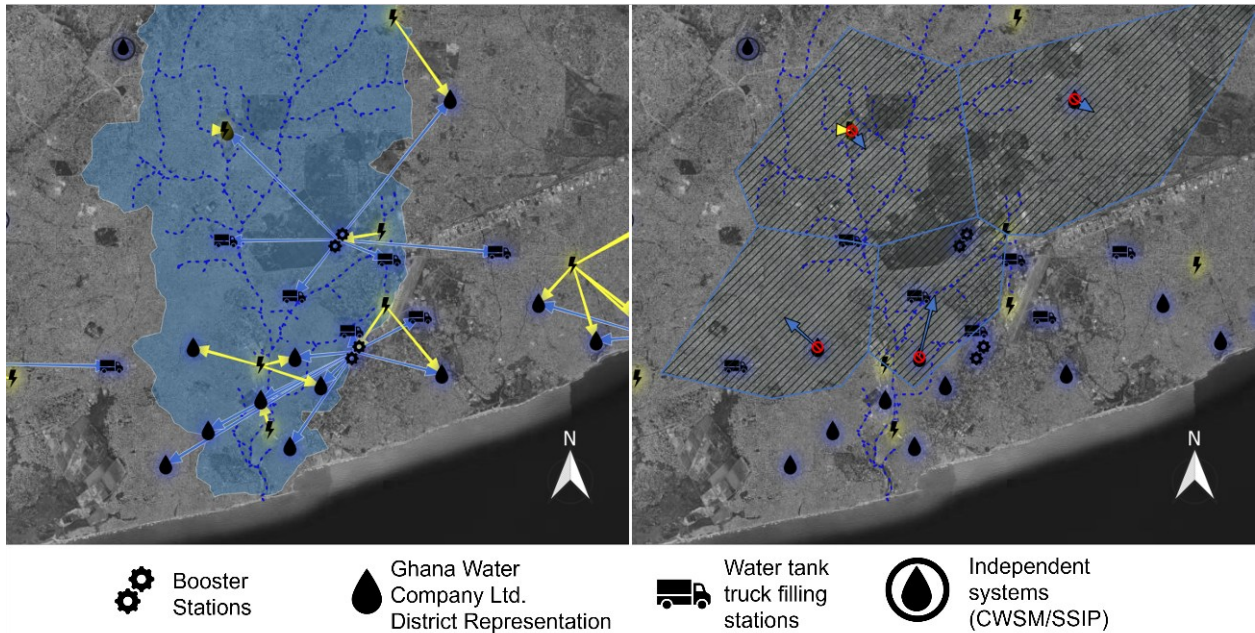 N
N
Booster
Stations
Ghana Water
Company Ltd.
District Representation
Water tank
truck filling
stations
Independent
systems
(CWSM/SSIP)